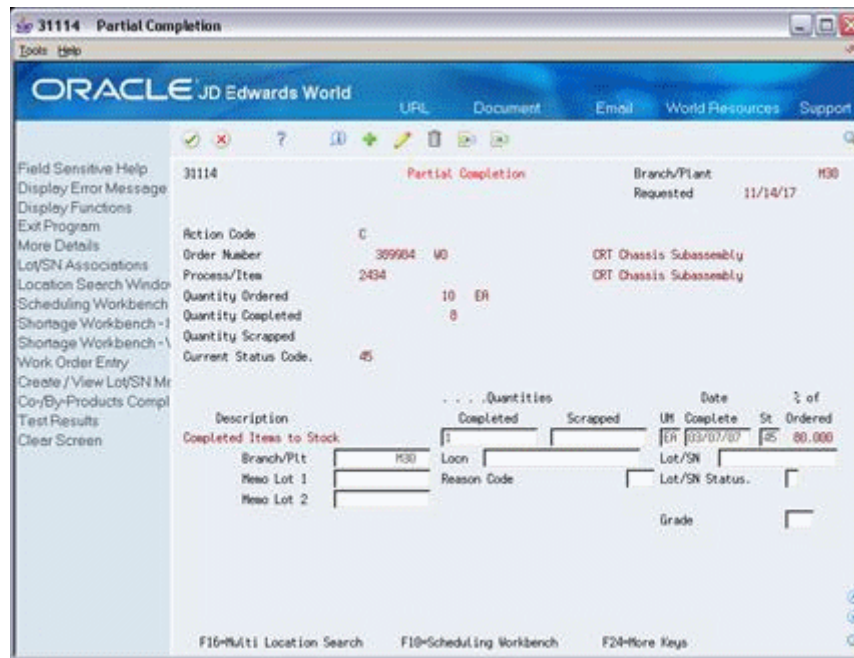 31114 Partial Completion
Tools Help
ORACLE JD Edwards World
URL Document Email World Resources Support
Field Sensitive Help
Display Error Message
Display Functions
Exit Program
More Details
Lot/SN Associations
Location Search Windo
Scheduling Workbench
Shortage Workbench - I
Shortage Workbench - \
Work Order Entry
Create / View Lot/SN Mr
Co-/By-Products Compl
Test Results
Clear Screen
31114 Partial Completion Branch/Plant M30
Requested 11/14/17
Action Code C
Order Number 389984 WO CRT Chassis Subassembly
Process/Item 2434 CRT Chassis Subassembly
Quantity Ordered 10 EA
Quantity Completed 8
Quantity Scrapped
Current Status Code. 45
. . . .Quantities Date % of
Description Completed Scrapped UM Complete St Ordered
Completed Items to Stock 1 EA 03/07/07 45 80.000
Branch/Plt M30 Locn Lot/SN
Memo Lot 1 Reason Code Lot/SN Status.
Memo Lot 2
Grade
F16=Multi Location Search F10=Scheduling Workbench F24=More Keys